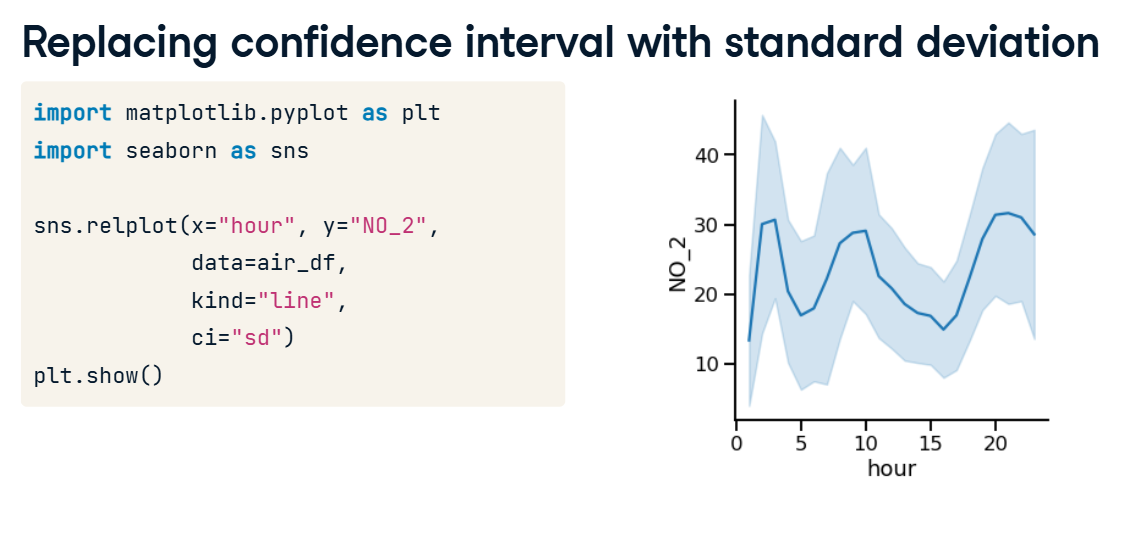 Replacing confidence interval with standard deviation
import matplotlib.pyplot as plt
import seaborn as sns
sns.relplot(x="hour", y="NO_2",
            data=air_df,
            kind="line",
            ci="sd")
plt.show()
40
30
20
10
NO_2
0 5 10 15 20
hour